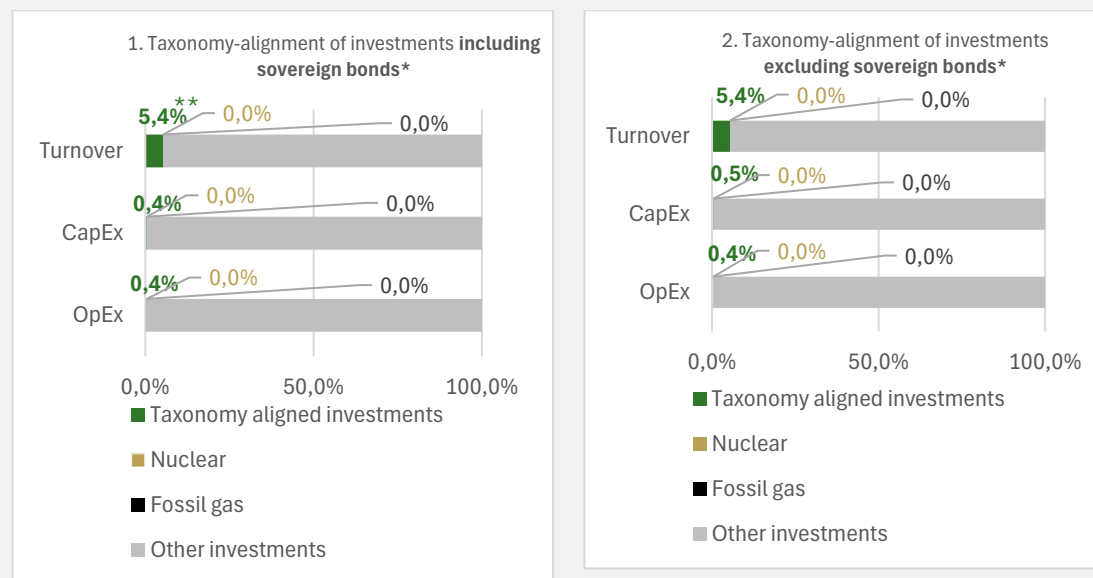 1. Taxonomy-alignment of investments including
sovereign bonds*
5,4%** 0,0% 0,0%
Turnover
0,4% 0,0% 0,0%
CapEx
0,4% 0,0% 0,0%
OpEx
0,0% 50,0% 100,0%
Taxonomy aligned investments
Nuclear
Fossil gas
Other investments
2. Taxonomy-alignment of investments
excluding sovereign bonds*
5,4% 0,0% 0,0%
Turnover
0,5% 0,0% 0,0%
CapEx
0,4% 0,0% 0,0%
OpEx
0,0% 50,0% 100,0%
Taxonomy aligned investments
Nuclear
Fossil gas
Other investments